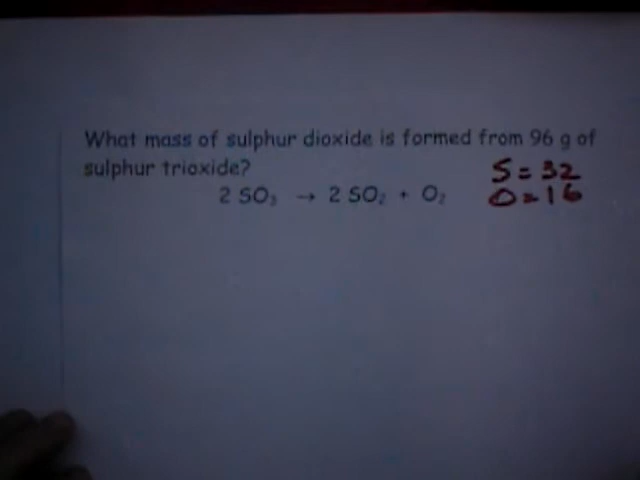 What mass of sulphur dioxide is formed from 96 g of
sulphur trioxide?
S = 32
2 SO₃ → 2 SO₂ + O₂
O = 16